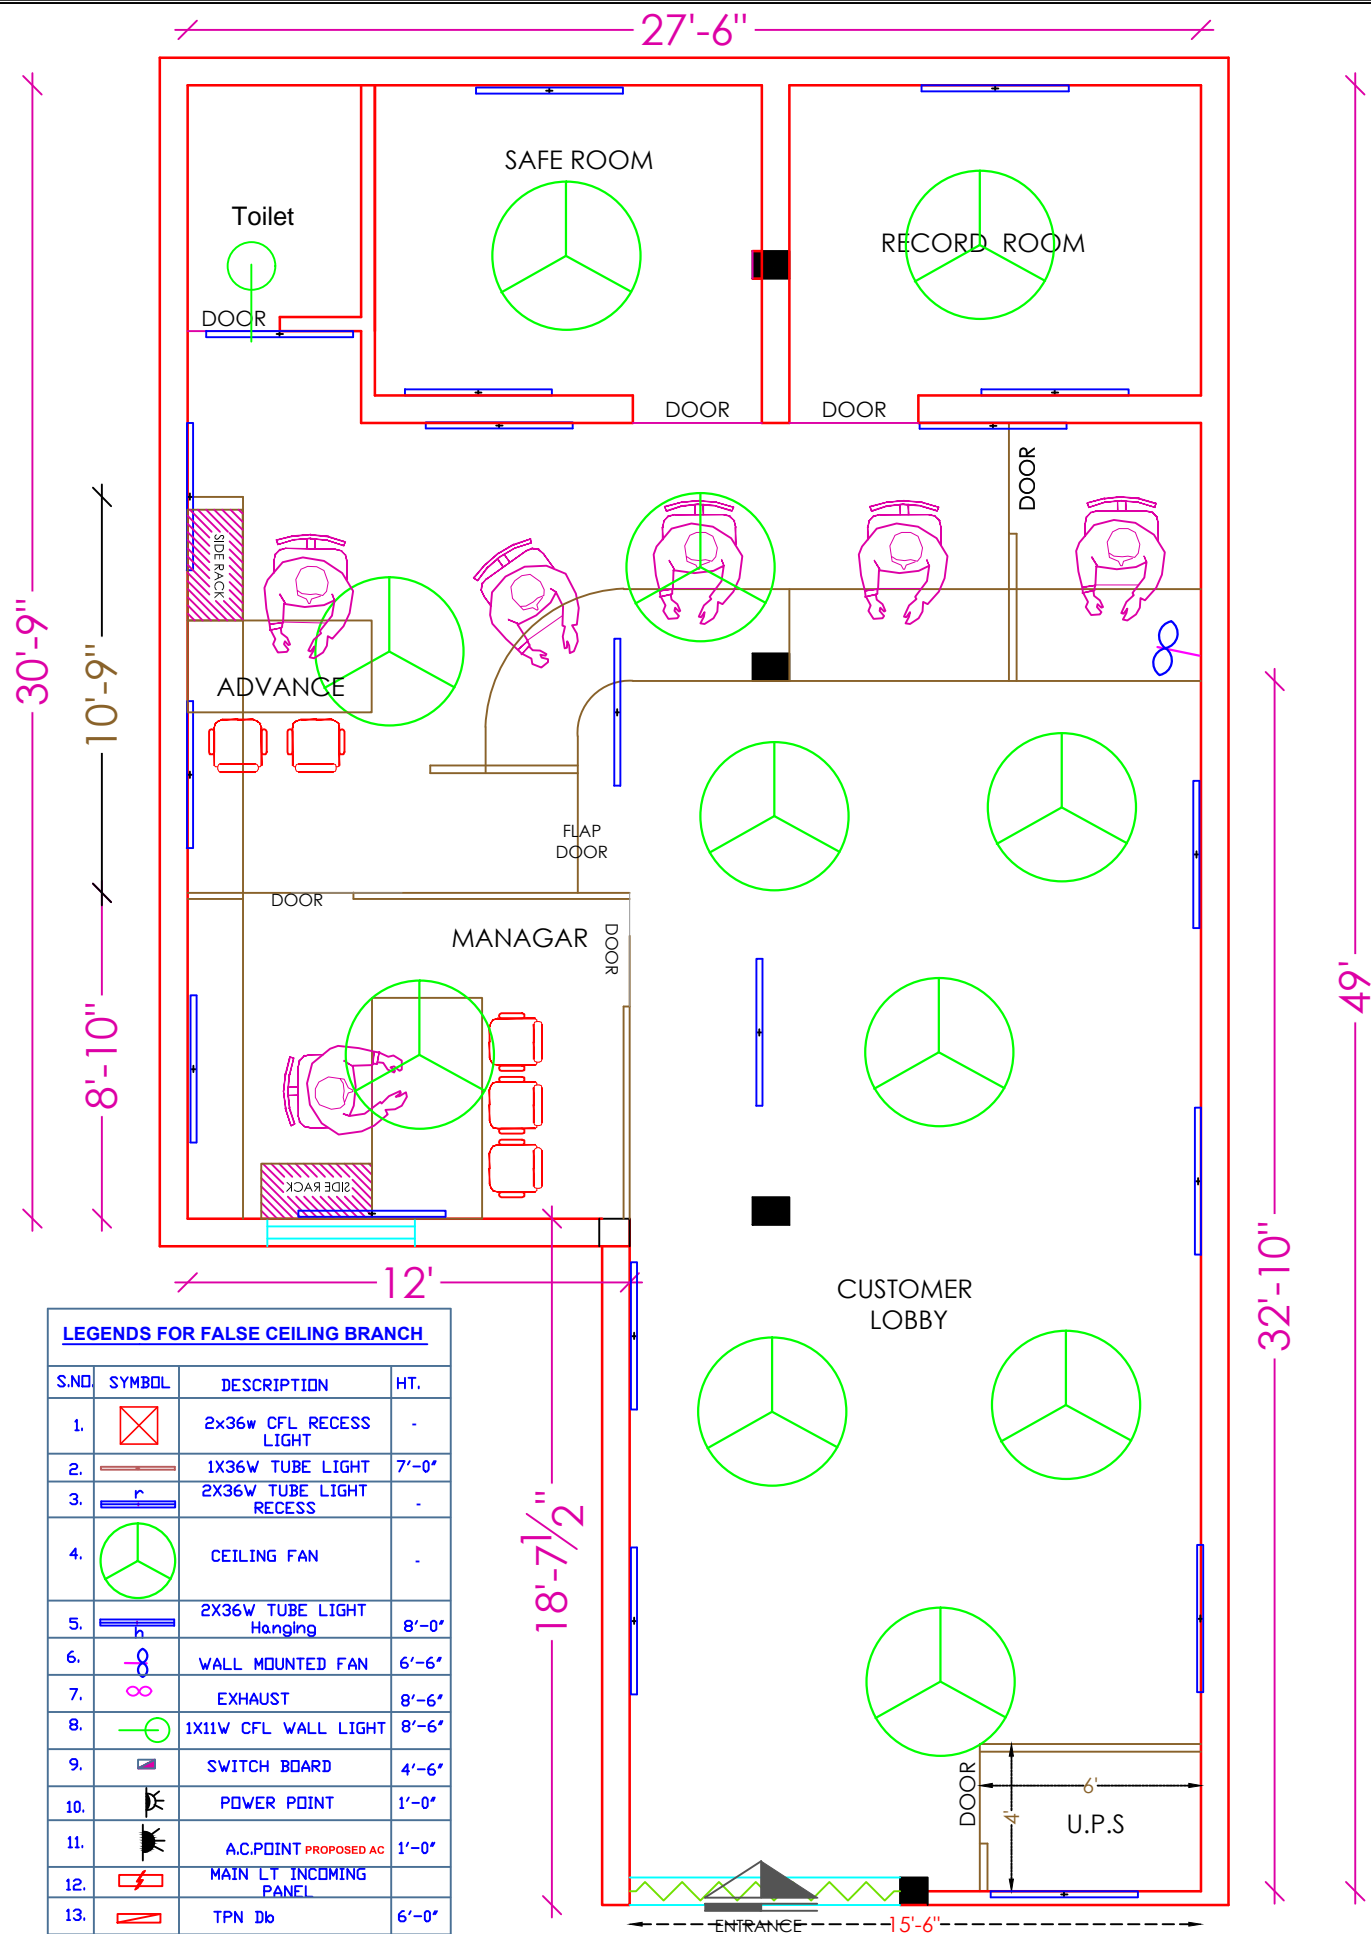 27'-6"
SAFE ROOM
Toilet
RECORD ROOM
DOOR
DOOR
DOOR
DOOR
SIDE RACK
30'-9"
10'-9"
ADVANCE
FLAP
DOOR
DOOR
MANAGAR
DOOR
49'
8'-10"
SIDE RACK
32'-10"
12'
CUSTOMER
LOBBY
18'-7 1/2"
LEGENDS FOR FALSE CEILING BRANCH
S.NO. SYMBOL DESCRIPTION HT.
1. 2x36w CFL RECESS LIGHT -
2. 1X36W TUBE LIGHT 7'-0"
3. r 2X36W TUBE LIGHT RECESS -
4. CEILING FAN -
5. h 2X36W TUBE LIGHT Hanging 8'-0"
6. WALL MOUNTED FAN 6'-6"
7. EXHAUST 8'-6"
8. 1X11W CFL WALL LIGHT 8'-6"
9. SWITCH BOARD 4'-6"
10. POWER POINT 1'-0"
11. A.C.POINT PROPOSED AC 1'-0"
12. MAIN LT INCOMING PANEL
13. TPN Db 6'-0"
DOOR
6'
4'
U.P.S
ENTRANCE
15'-6"